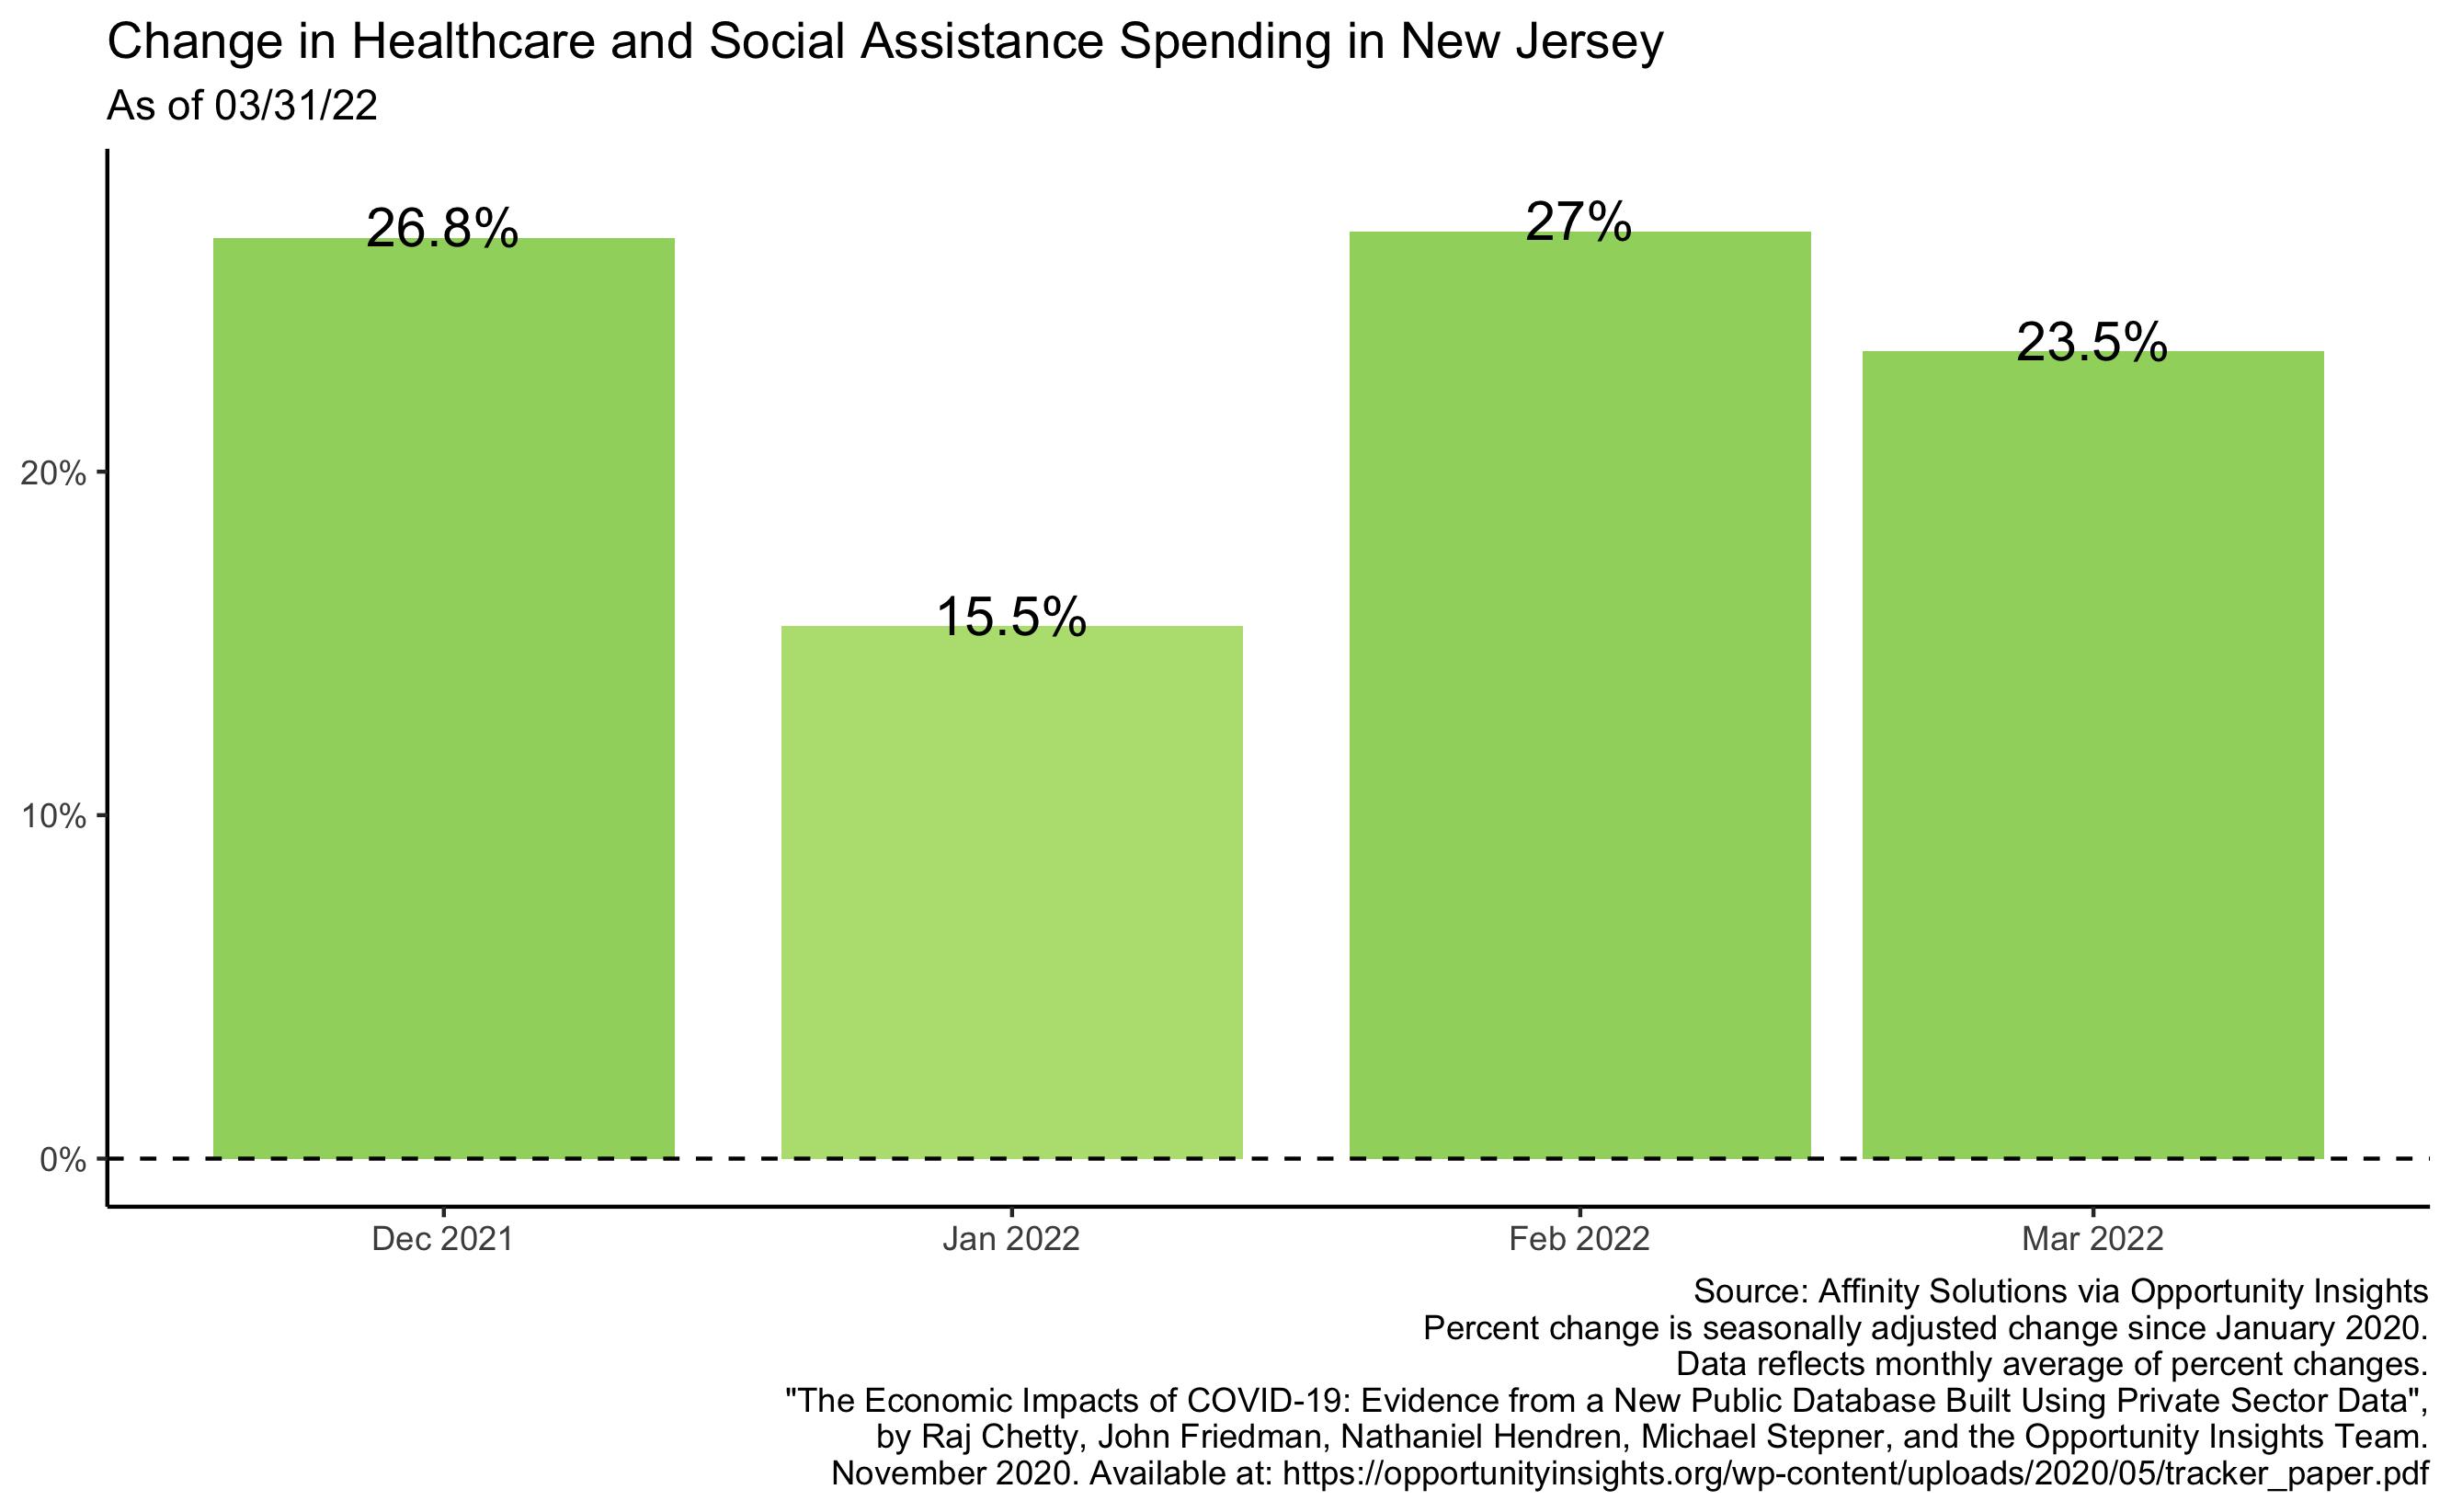 Change in Healthcare and Social Assistance Spending in New Jersey
As of 03/31/22
26.8%
15.5%
27%
23.5%
20%
10%
0%
Dec 2021
Jan 2022
Feb 2022
Mar 2022
Source: Affinity Solutions via Opportunity Insights
Percent change is seasonally adjusted change since January 2020.
Data reflects monthly average of percent changes.
"The Economic Impacts of COVID-19: Evidence from a New Public Database Built Using Private Sector Data",
by Raj Chetty, John Friedman, Nathaniel Hendren, Michael Stepner, and the Opportunity Insights Team.
November 2020. Available at: https://opportunityinsights.org/wp-content/uploads/2020/05/tracker_paper.pdf